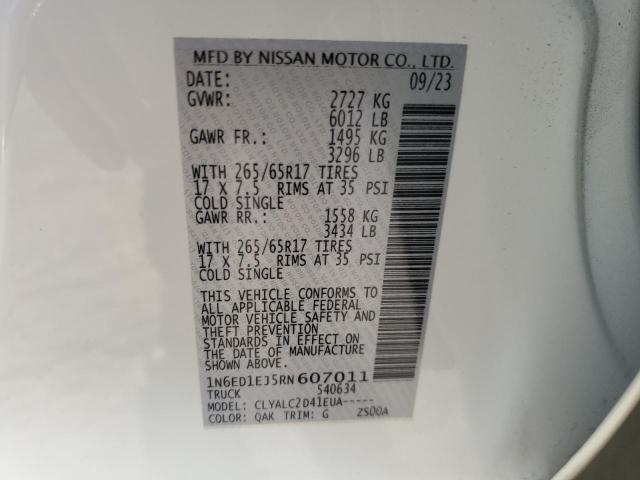 MFD BY NISSAN MOTOR CO., LTD.
DATE: 09/23
GVWR: 2727 KG
6012 LB
GAWR FR.: 1495 KG
3296 LB
WITH 265/65R17 TIRES
17 X 7.5 RIMS AT 35 PSI
COLD SINGLE
GAWR RR.: 1558 KG
3434 LB
WITH 265/65R17 TIRES
17 X 7.5 RIMS AT 35 PSI
COLD SINGLE
THIS VEHICLE CONFORMS TO
ALL APPLICABLE FEDERAL
MOTOR VEHICLE SAFETY AND
THEFT PREVENTION
STANDARDS IN EFFECT ON
THE DATE OF MANUFACTURE
SHOWN ABOVE.
1N6ED1EJ5RN607011
TRUCK 540634
MODEL: CLYALC2D41EUA-----
COLOR: QAK TRIM: G ZS00A